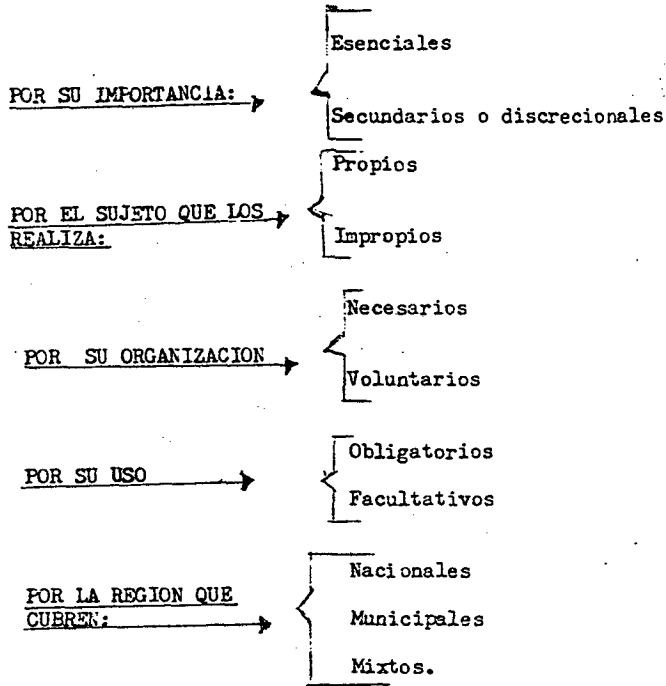 Esenciales
POR SU IMPORTANCIA:
Secundarios o discrecionales
Propios
POR EL SUJETO QUE LOS
REALIZA:
Impropios
Necesarios
POR SU ORGANIZACION
Voluntarios
Obligatorios
POR SU USO
Facultativos
Nacionales
POR LA REGION QUE
CUBREN:
Municipales
Mixtos.